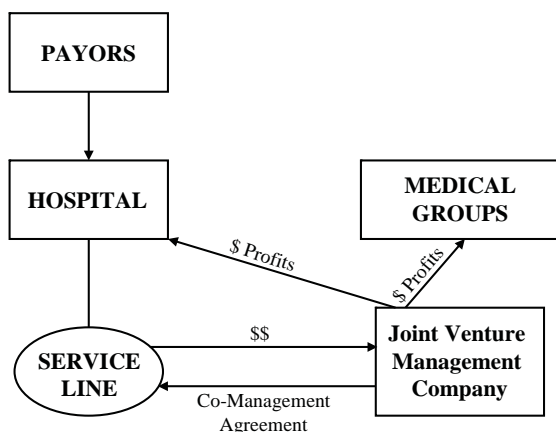 PAYORS
HOSPITAL
MEDICAL
GROUPS
$ Profits
$ Profits
SERVICE
LINE
$$
Joint Venture
Management
Company
Co-Management
Agreement